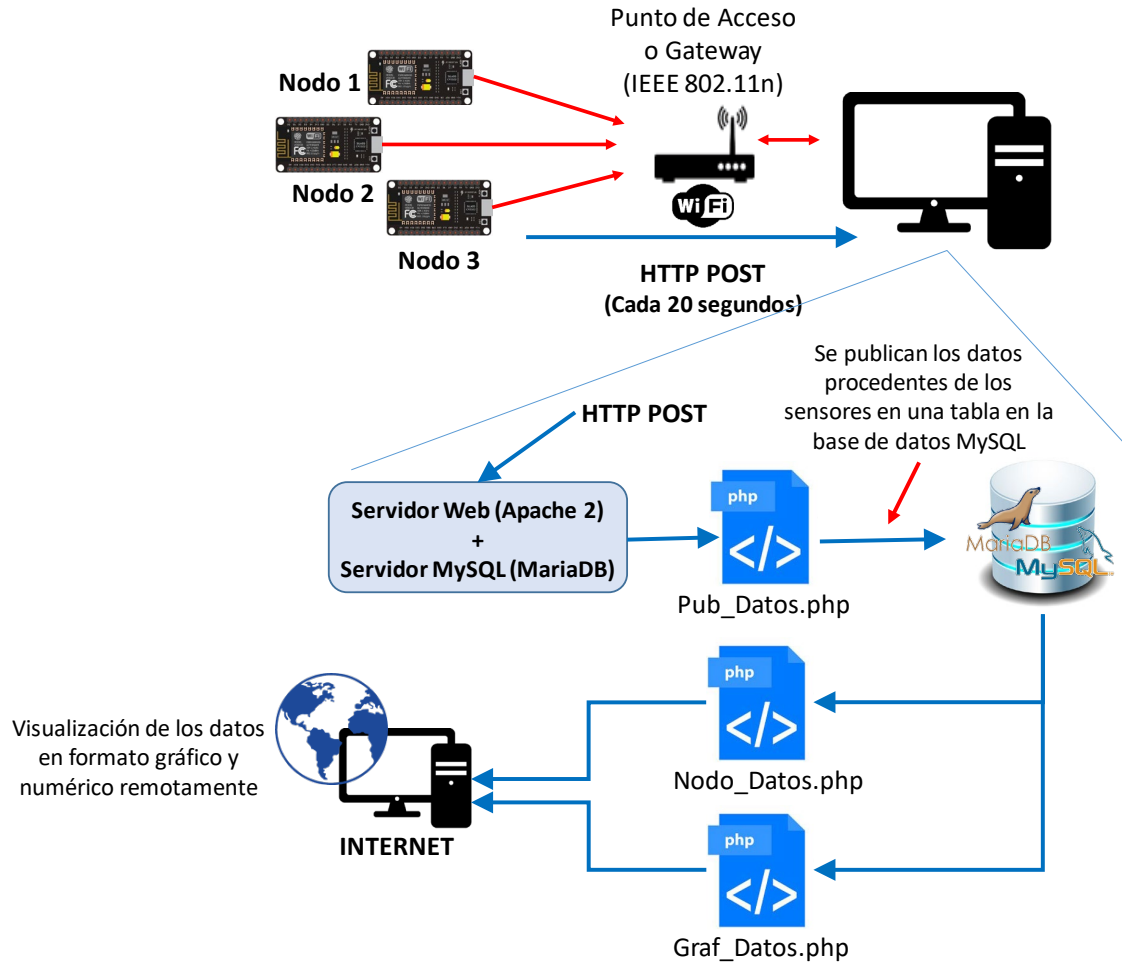 Punto de Acceso
o Gateway
(IEEE 802.11n)
Nodo 1
Nodo 2
Nodo 3
Wi Fi
HTTP POST
(Cada 20 segundos)
Se publican los datos
procedentes de los
sensores en una tabla en la
base de datos MySQL
HTTP POST
Servidor Web (Apache 2)
+
Servidor MySQL (MariaDB)
php
</>
Pub_Datos.php
MariaDB
MySQL
php
</>
Nodo_Datos.php
Visualización de los datos
en formato gráfico y
numérico remotamente
INTERNET
php
</>
Graf_Datos.php